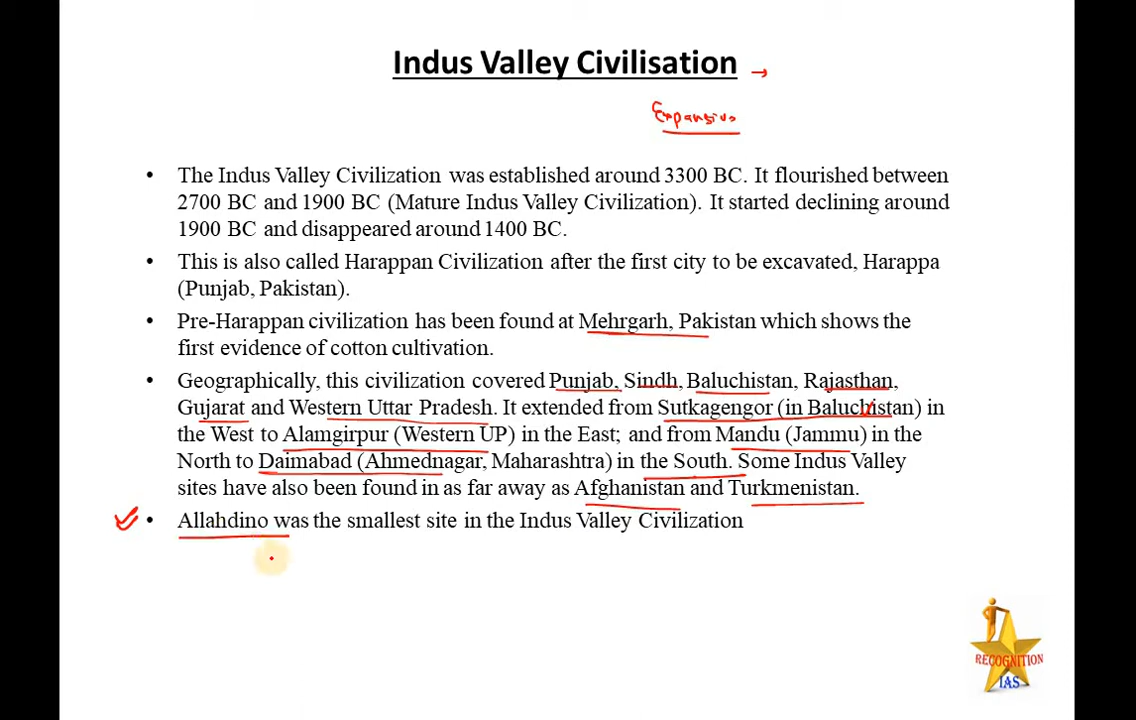 Indus Valley Civilisation
Expansive
• The Indus Valley Civilization was established around 3300 BC. It flourished between
2700 BC and 1900 BC (Mature Indus Valley Civilization). It started declining around
1900 BC and disappeared around 1400 BC.
• This is also called Harappan Civilization after the first city to be excavated, Harappa
(Punjab, Pakistan).
• Pre-Harappan civilization has been found at Mehrgarh, Pakistan which shows the
first evidence of cotton cultivation.
• Geographically, this civilization covered Punjab, Sindh, Baluchistan, Rajasthan,
Gujarat and Western Uttar Pradesh. It extended from Sutkagengor (in Baluchistan) in
the West to Alamgirpur (Western UP) in the East; and from Mandu (Jammu) in the
North to Daimabad (Ahmednagar, Maharashtra) in the South. Some Indus Valley
sites have also been found in as far away as Afghanistan and Turkmenistan.
• Allahdino was the smallest site in the Indus Valley Civilization
RECOGNITION
IAS